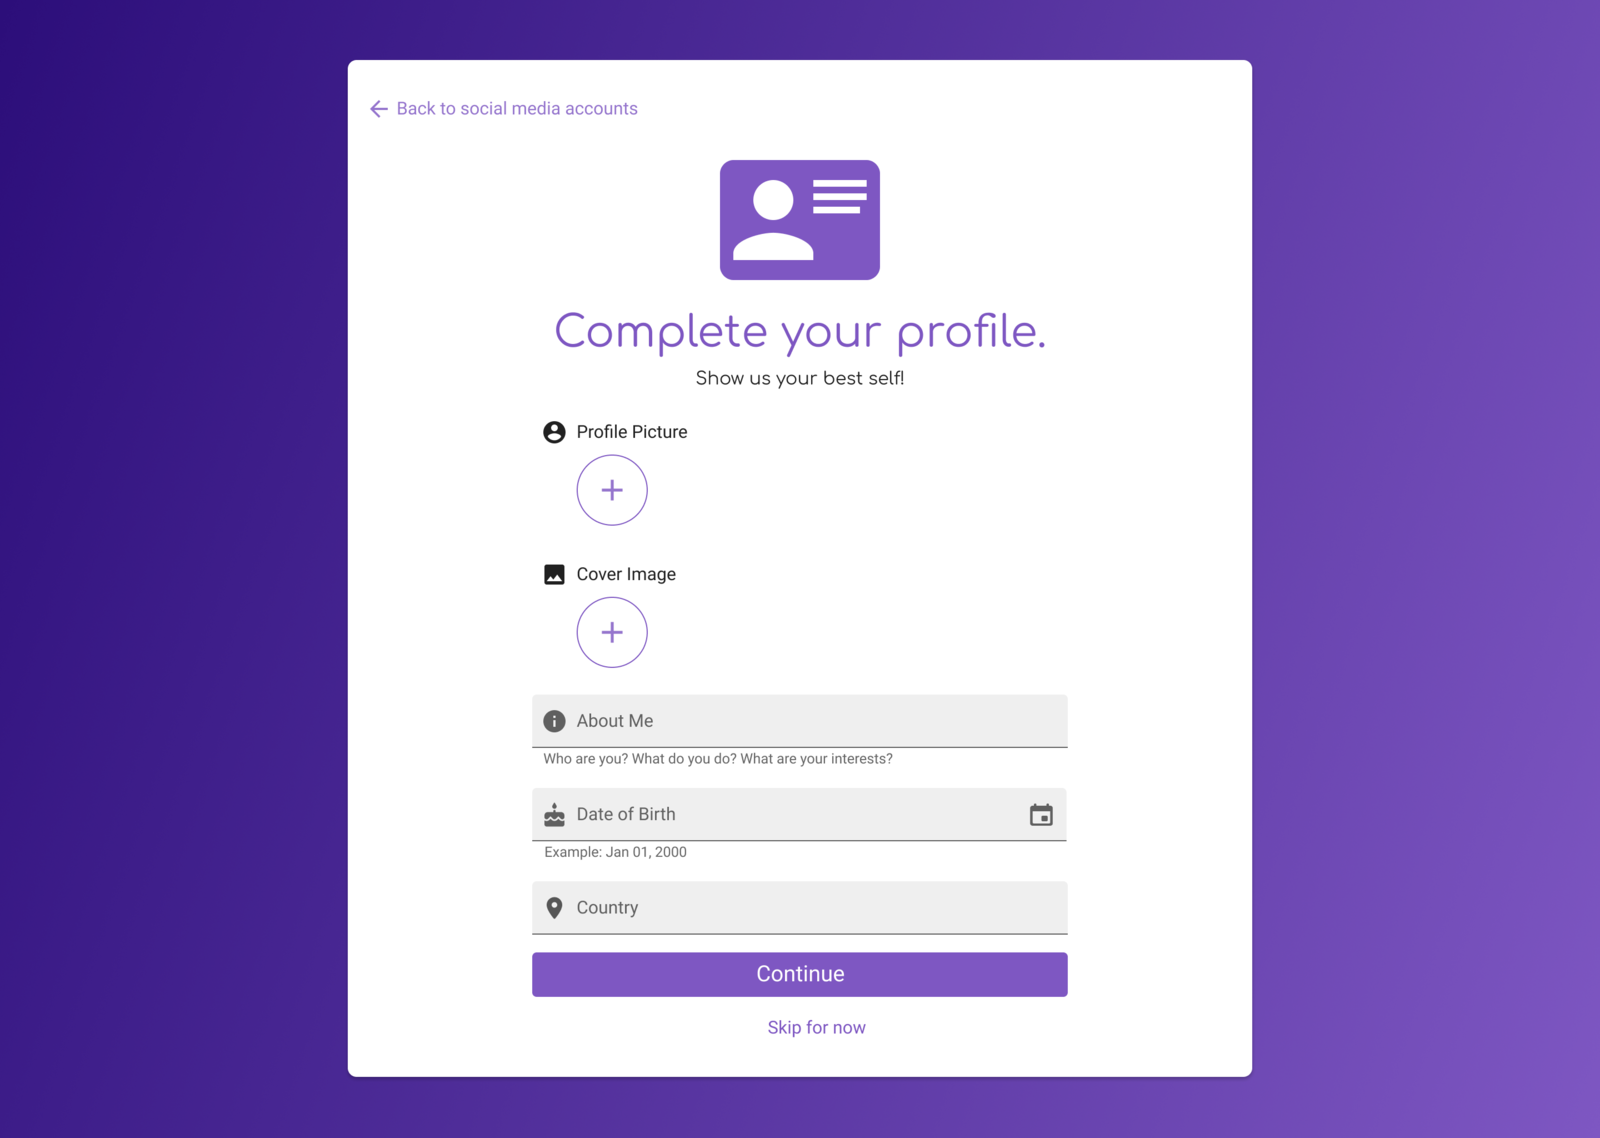 Back to social media accounts
Complete your profile.
Show us your best self!
Profile Picture
Cover Image
About Me
Who are you? What do you do? What are your interests?
Date of Birth
Example: Jan 01, 2000
Country
Continue
Skip for now